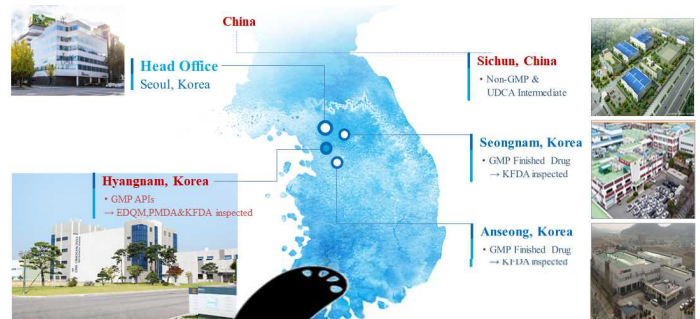 China
Head Office
Seoul, Korea
Sichun, China
• Non-GMP &
UDCA Intermediate
Seongnam, Korea
• GMP Finished Drug
→ KFDA inspected
Hyangnam, Korea
• GMP APIs
→ EDQM,PMDA&KFDA inspected
Anseong, Korea
• GMP Finished Drug
→ KFDA inspected